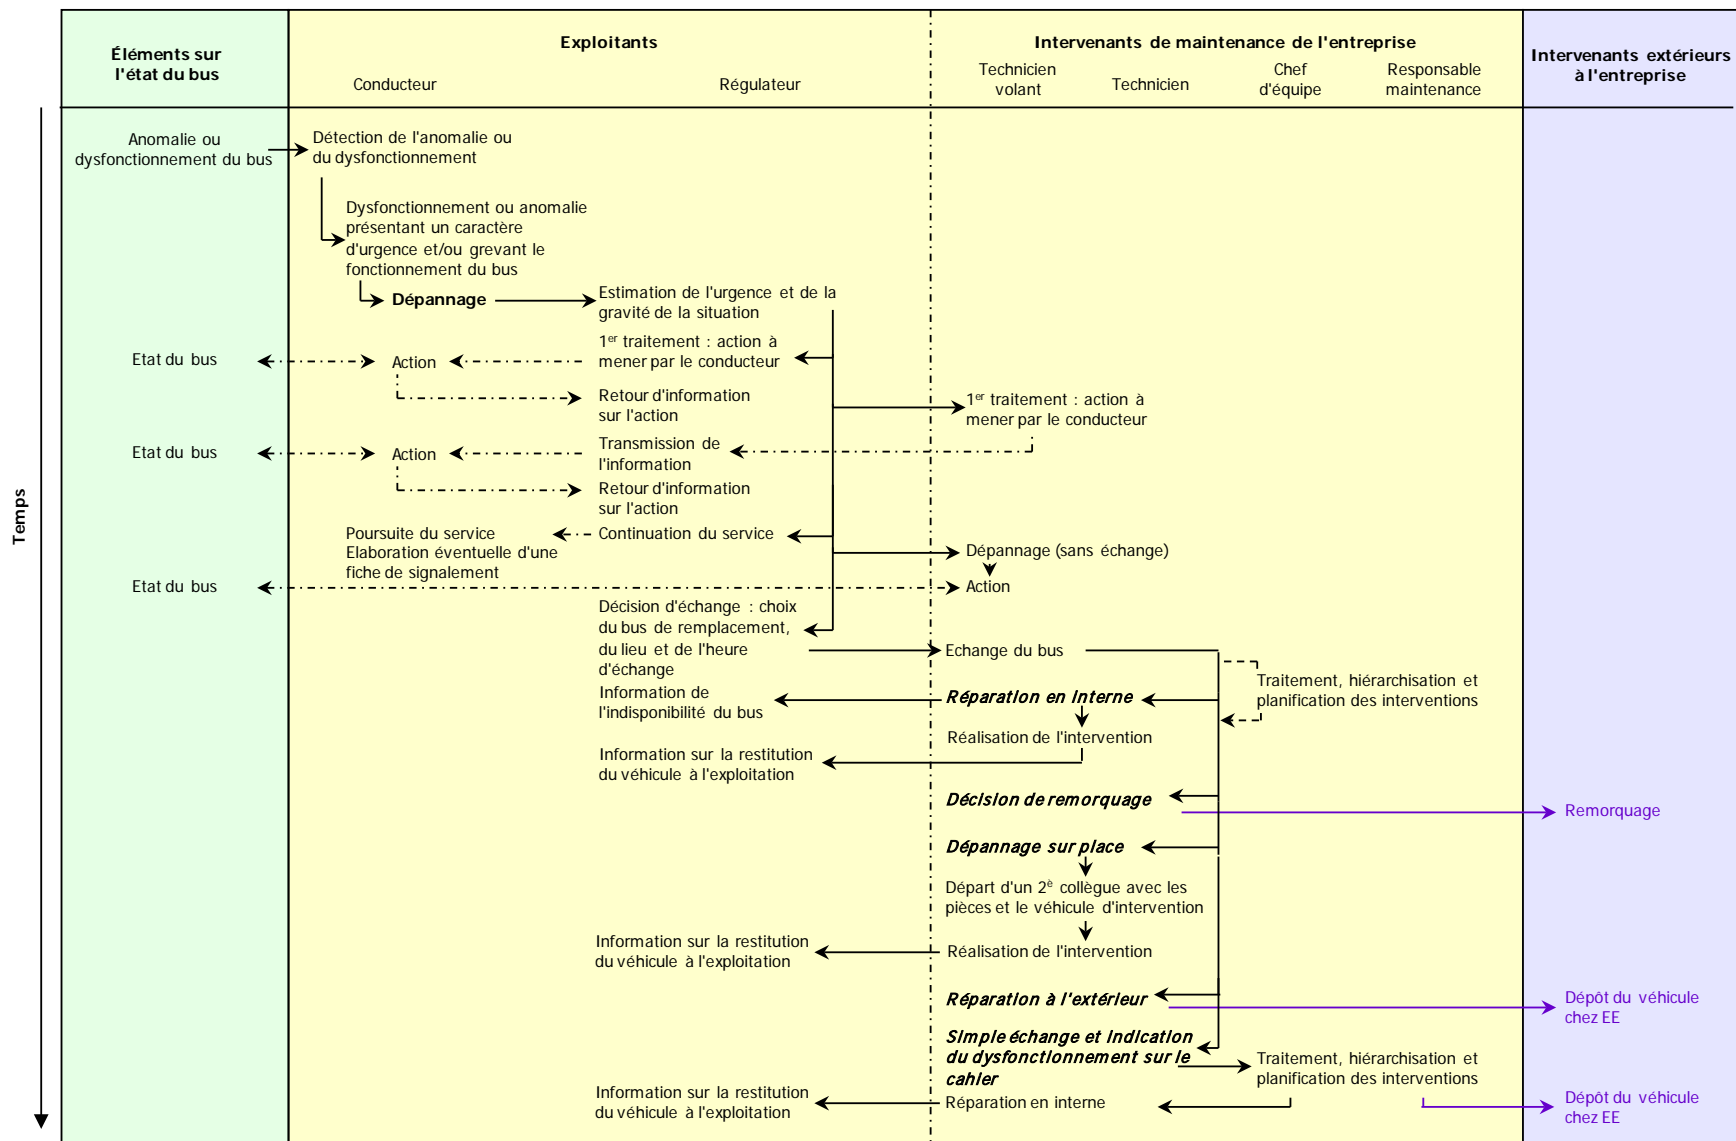 Éléments sur
l'état du bus
Exploitants
Conducteur
Régulateur
Intervenants de maintenance de l'entreprise
Technicien
volant
Technicien
Chef
d'équipe
Responsable
maintenance
Intervenants extérieurs
à l'entreprise
Temps
Anomalie ou
dysfonctionnement du bus
Détection de l'anomalie ou
du dysfonctionnement
Dysfonctionnement ou anomalie
présentant un caractère
d'urgence et/ou grevant le
fonctionnement du bus
Dépannage
Estimation de l'urgence et de la
gravité de la situation
Etat du bus
Action
1er traitement : action à
mener par le conducteur
Retour d'information
sur l'action
1er traitement : action à
mener par le conducteur
Etat du bus
Action
Transmission de
l'information
Retour d'information
sur l'action
Poursuite du service
Elaboration éventuelle d'une
fiche de signalement
Continuation du service
Dépannage (sans échange)
Etat du bus
Action
Décision d'échange : choix
du bus de remplacement,
du lieu et de l'heure
d'échange
Echange du bus
Traitement, hiérarchisation et
planification des interventions
Information de
l'indisponibilité du bus
Réparation en interne
Réalisation de l'intervention
Information sur la restitution
du véhicule à l'exploitation
Décision de remorquage
Remorquage
Dépannage sur place
Départ d'un 2è collègue avec les
pièces et le véhicule d'intervention
Information sur la restitution
du véhicule à l'exploitation
Réalisation de l'intervention
Réparation à l'extérieur
Dépôt du véhicule
chez EE
Simple échange et indication
du dysfonctionnement sur le
cahier
Traitement, hiérarchisation et
planification des interventions
Information sur la restitution
du véhicule à l'exploitation
Réparation en interne
Dépôt du véhicule
chez EE